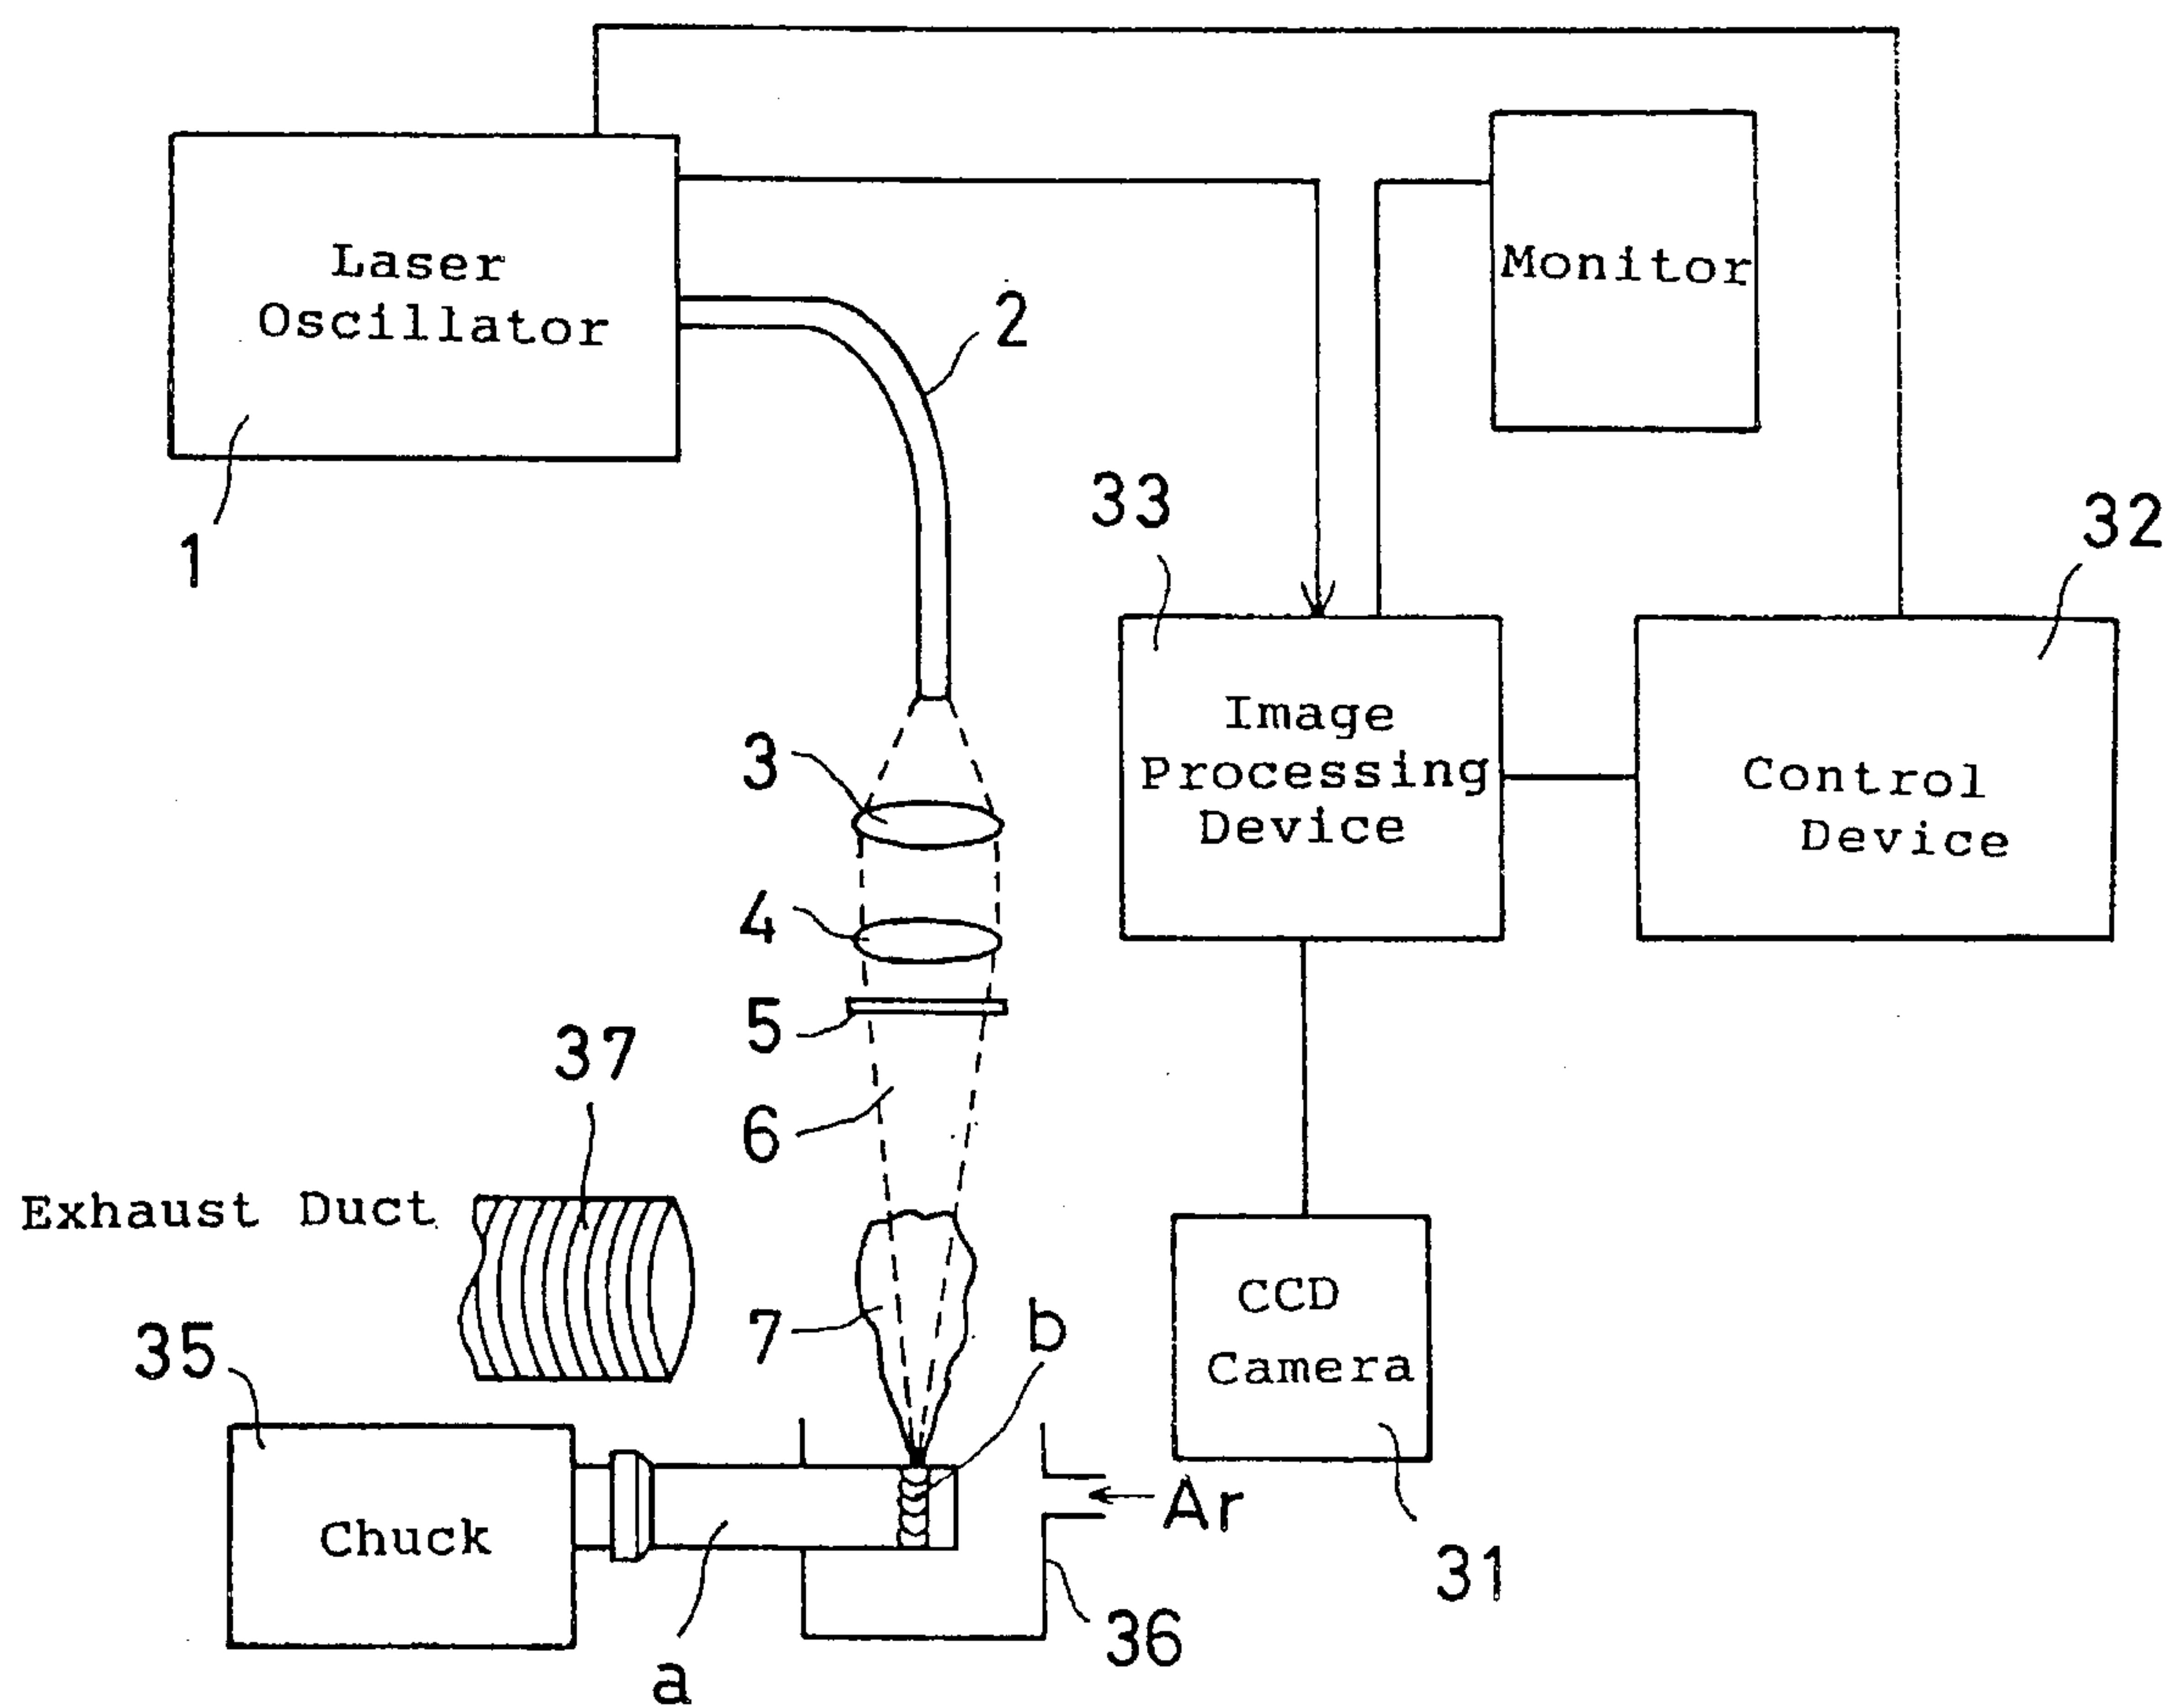 Laser
Oscillator
1
2
Monitor
33
32
Image
Processing
Device
Control
Device
3
4
5
6
37
Exhaust Duct
7
b
CCD
Camera
35
Chuck
Ar
31
36
a